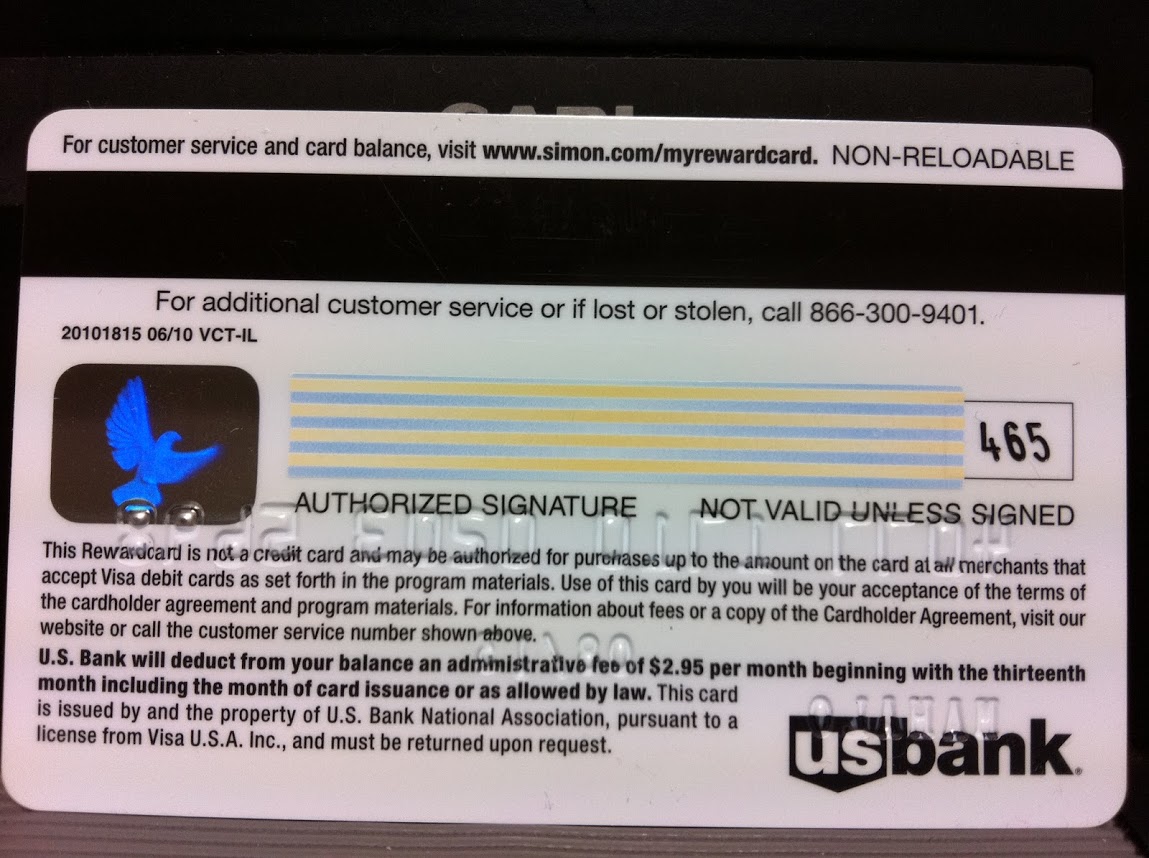 For customer service and card balance, visit www.simon.com/myrewardcard. NON-RELOADABLE
For additional customer service or if lost or stolen, call 866-300-9401.
20101815 06/10 VCT-IL
465
AUTHORIZED SIGNATURE NOT VALID UNLESS SIGNED
This Rewardcard is not a credit card and may be authorized for purchases up to the amount on the card at all merchants that
accept Visa debit cards as set forth in the program materials. Use of this card by you will be your acceptance of the terms of
the cardholder agreement and program materials. For information about fees or a copy of the Cardholder Agreement, visit our
website or call the customer service number shown above.
U.S. Bank will deduct from your balance an administrative fee of $2.95 per month beginning with the thirteenth
month including the month of card issuance or as allowed by law. This card
is issued by and the property of U.S. Bank National Association, pursuant to a
license from Visa U.S.A. Inc., and must be returned upon request.
usbank.